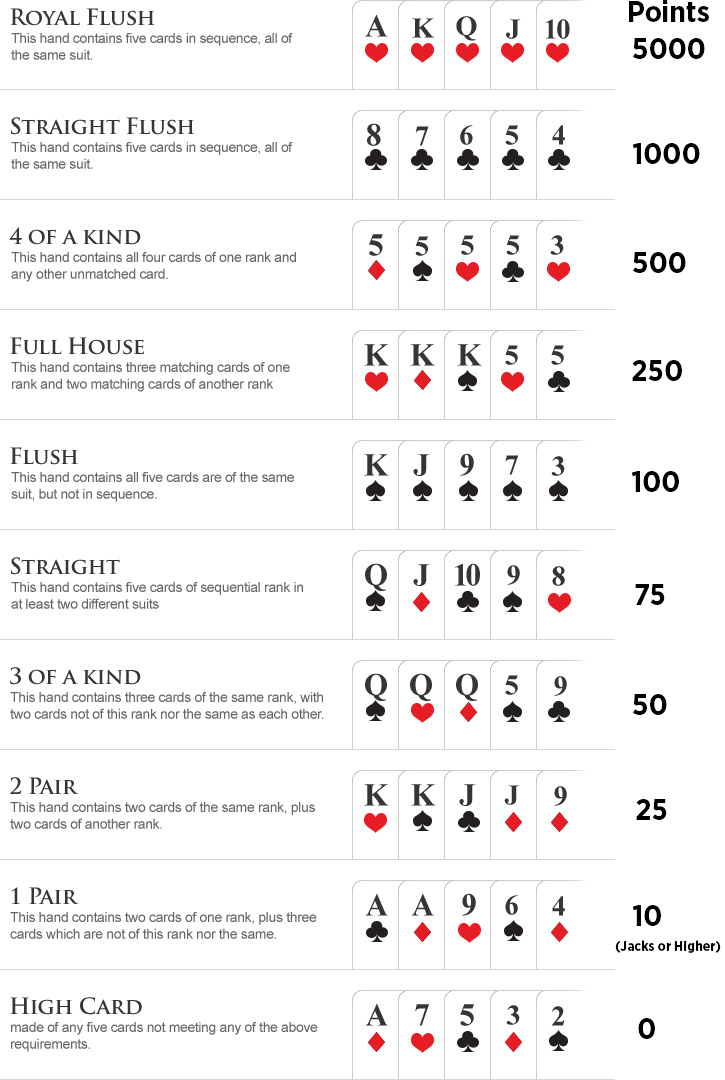 Points
ROYAL FLUSH
This hand contains five cards in sequence, all of
the same suit.
A K Q J 10
5000
STRAIGHT FLUSH
This hand contains five cards in sequence, all of
the same suit.
8 7 6 5 4
1000
4 OF A KIND
This hand contains all four cards of one rank and
any other unmatched card.
5 5 5 5 3
500
FULL HOUSE
This hand contains three matching cards of one
rank and two matching cards of another rank
K K K 5 5
250
FLUSH
This hand contains all five cards are of the same
suit, but not in sequence.
K J 9 7 3
100
STRAIGHT
This hand contains five cards of sequential rank in
at least two different suits
Q J 10 9 8
75
3 OF A KIND
This hand contains three cards of the same rank, with
two cards not of this rank nor the same as each other.
Q Q Q 5 9
50
2 PAIR
This hand contains two cards of the same rank, plus
two cards of another rank.
K K J J 9
25
1 PAIR
This hand contains two cards of one rank, plus three
cards which are not of this rank nor the same.
A A 9 6 4
10
(Jacks or Higher)
HIGH CARD
made of any five cards not meeting any of the above
requirements.
A 7 5 3 2
0